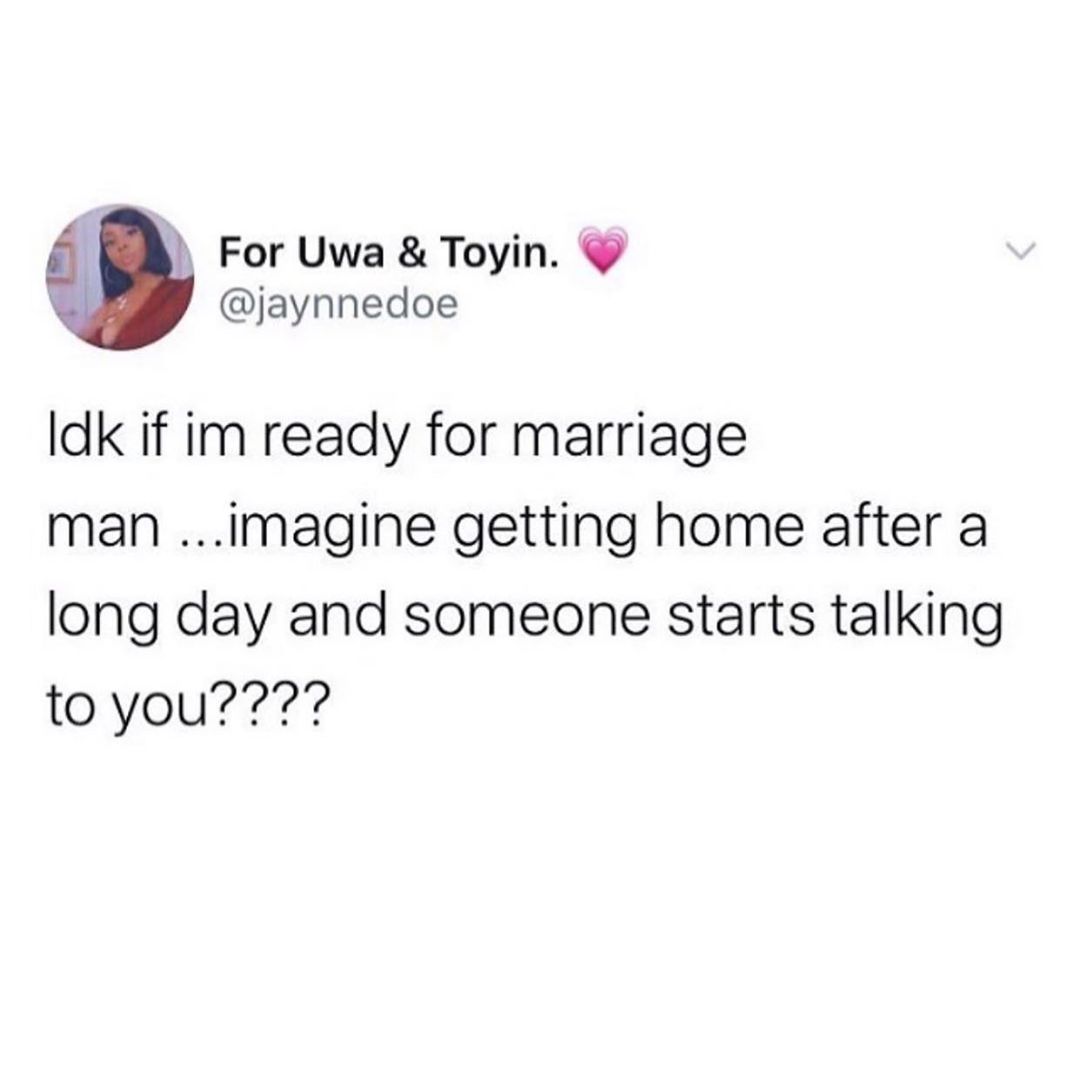 For Uwa & Toyin. 💗
@jaynnedoe
Idk if im ready for marriage
man ...imagine getting home after a
long day and someone starts talking
to you????